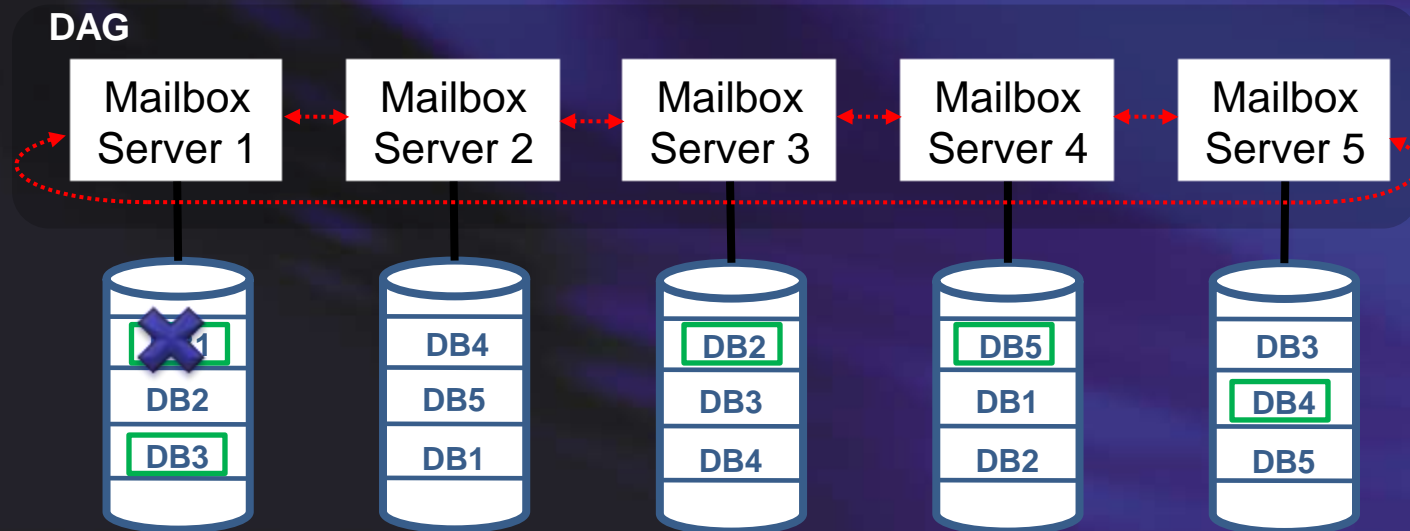 DAG
Mailbox
Server 1
Mailbox
Server 2
Mailbox
Server 3
Mailbox
Server 4
Mailbox
Server 5
DB2
DB3
DB4
DB5
DB1
DB2
DB3
DB4
DB5
DB1
DB2
DB3
DB4
DB5